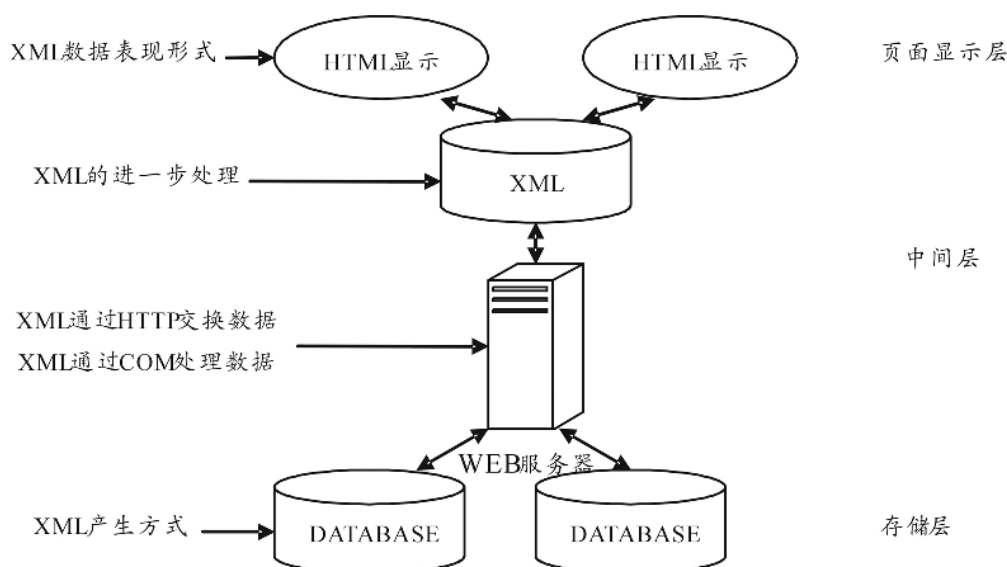 XML数据表现形式
HTML显示
HTML显示
页面显示层
XML的进一步处理
XML
中间层
XML通过HTTP交换数据
XML通过COM处理数据
WEB服务器
XML产生方式
DATABASE
DATABASE
存储层